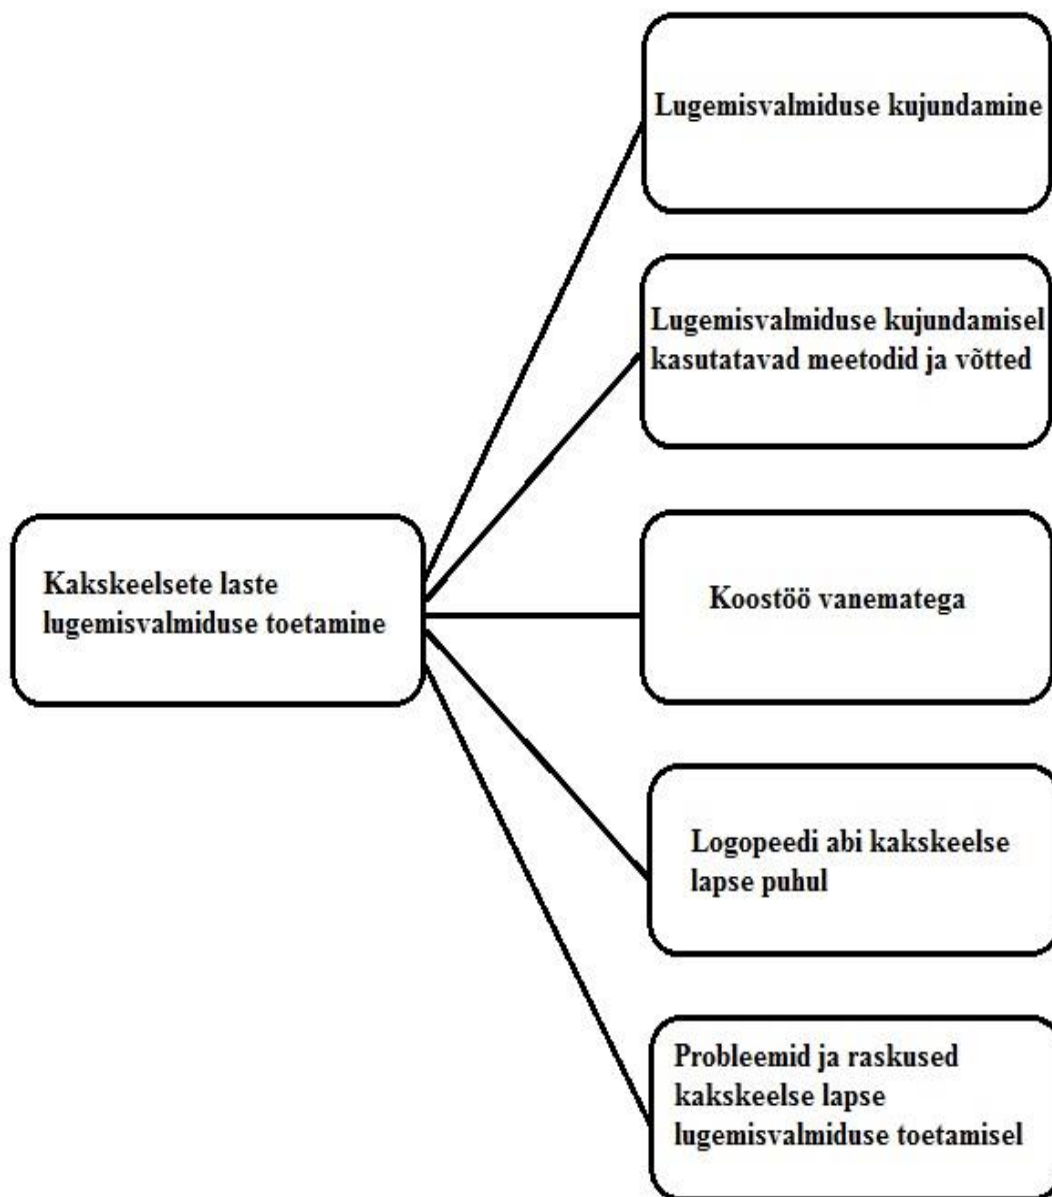 Lugemisvalmiduse kujundamine
Lugemisvalmiduse kujundamisel
kasutatavad meetodid ja võtted
Kakskeelsete laste
lugemisvalmiduse toetamine
Koostöö vanematega
Logopeedi abi kakskeelse
lapse puhul
Probleemid ja raskused
kakskeelse lapse
lugemisvalmiduse toetamisel